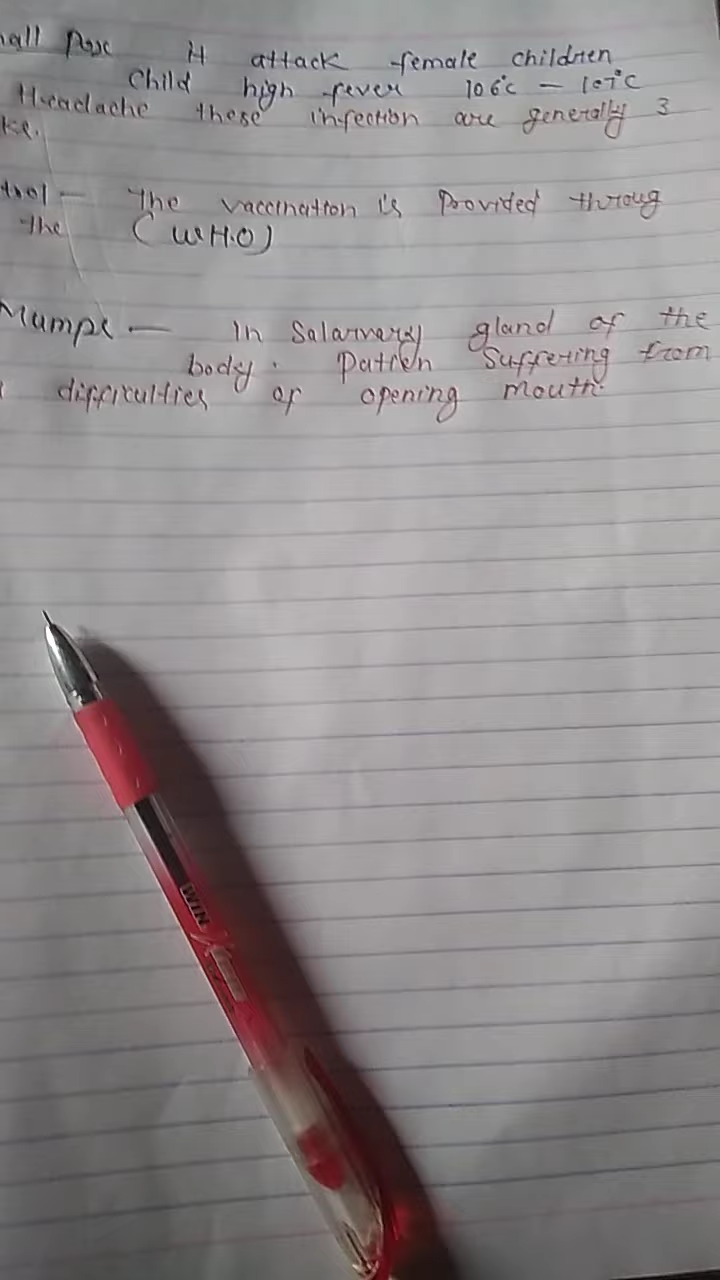 mall Pox It attack female children
Child high fever 106°c - 107°c
Headache these infection are generally 3
ke.
trol - The vaccination is Provided throug
the (W.H.O)
Mumps - In Salarvary gland of the
body. Patien Suffering from
difficulties of opening mouth.
WIN X